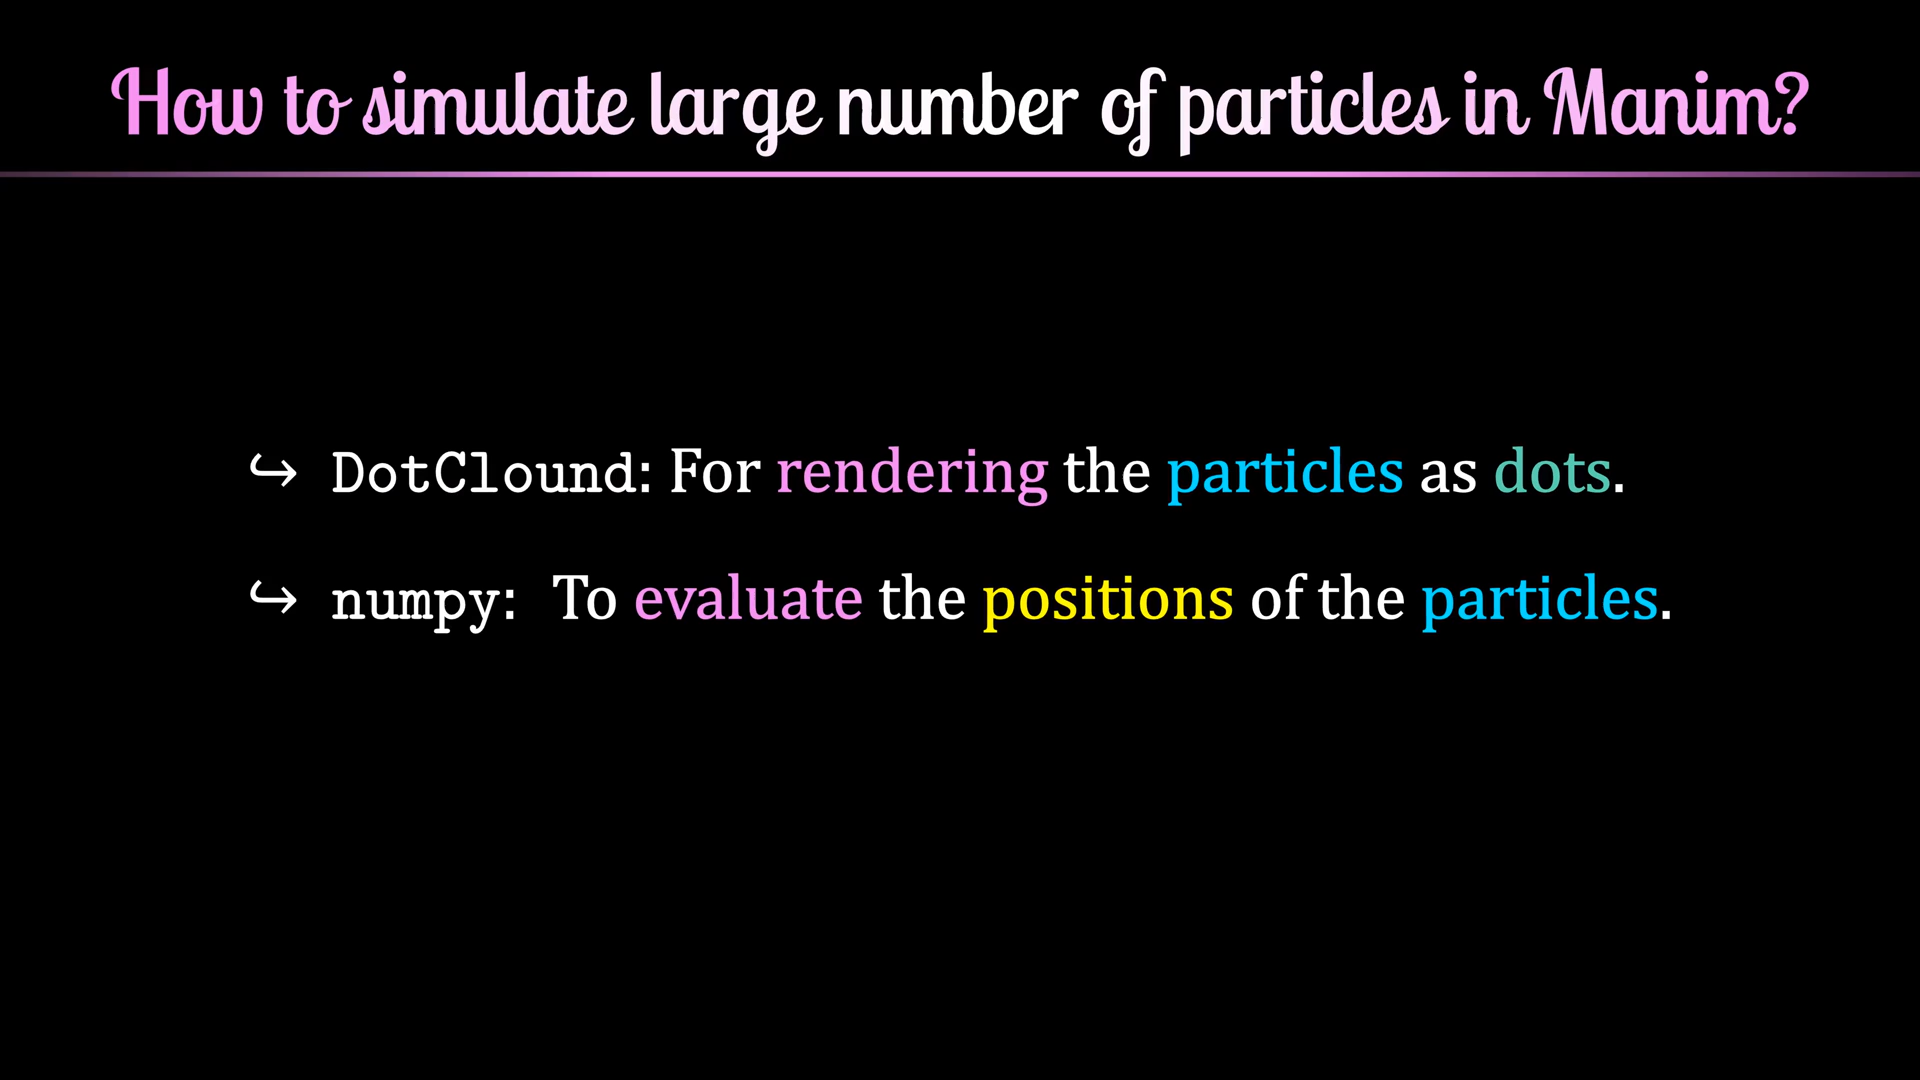 How to simulate large number of particles in Manim?
↪ DotClound: For rendering the particles as dots.
↪ numpy: To evaluate the positions of the particles.